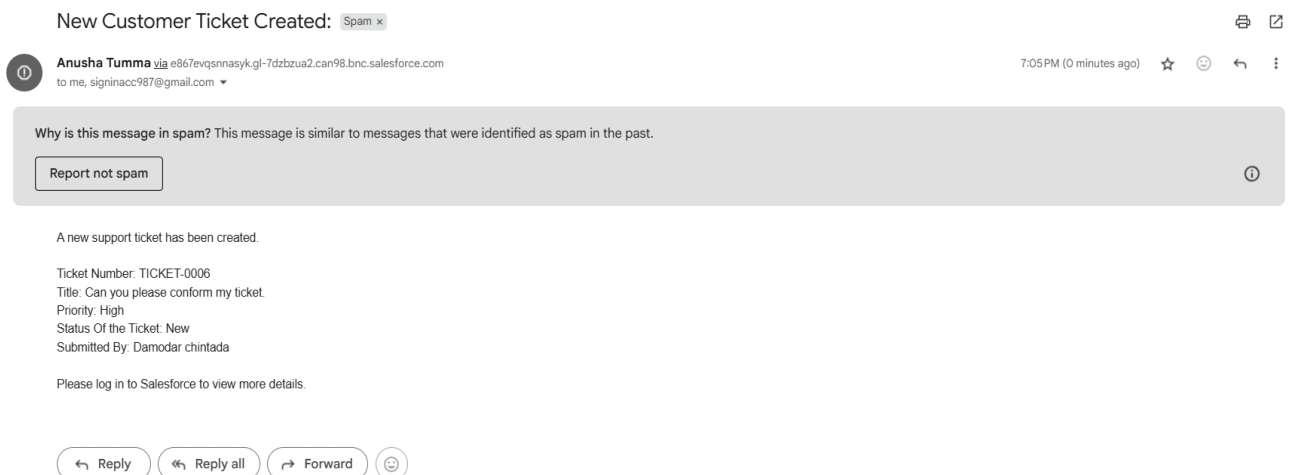 New Customer Ticket Created: Spam ×
Anusha Tumma via e867evqsnnasyk.gl-7dzbzua2.can98.bnc.salesforce.com
7:05 PM (0 minutes ago)
to me, signinacc987@gmail.com
Why is this message in spam? This message is similar to messages that were identified as spam in the past.
Report not spam
A new support ticket has been created.
Ticket Number: TICKET-0006
Title: Can you please conform my ticket.
Priority: High
Status Of the Ticket: New
Submitted By: Damodar chintada
Please log in to Salesforce to view more details.
Reply Reply all Forward